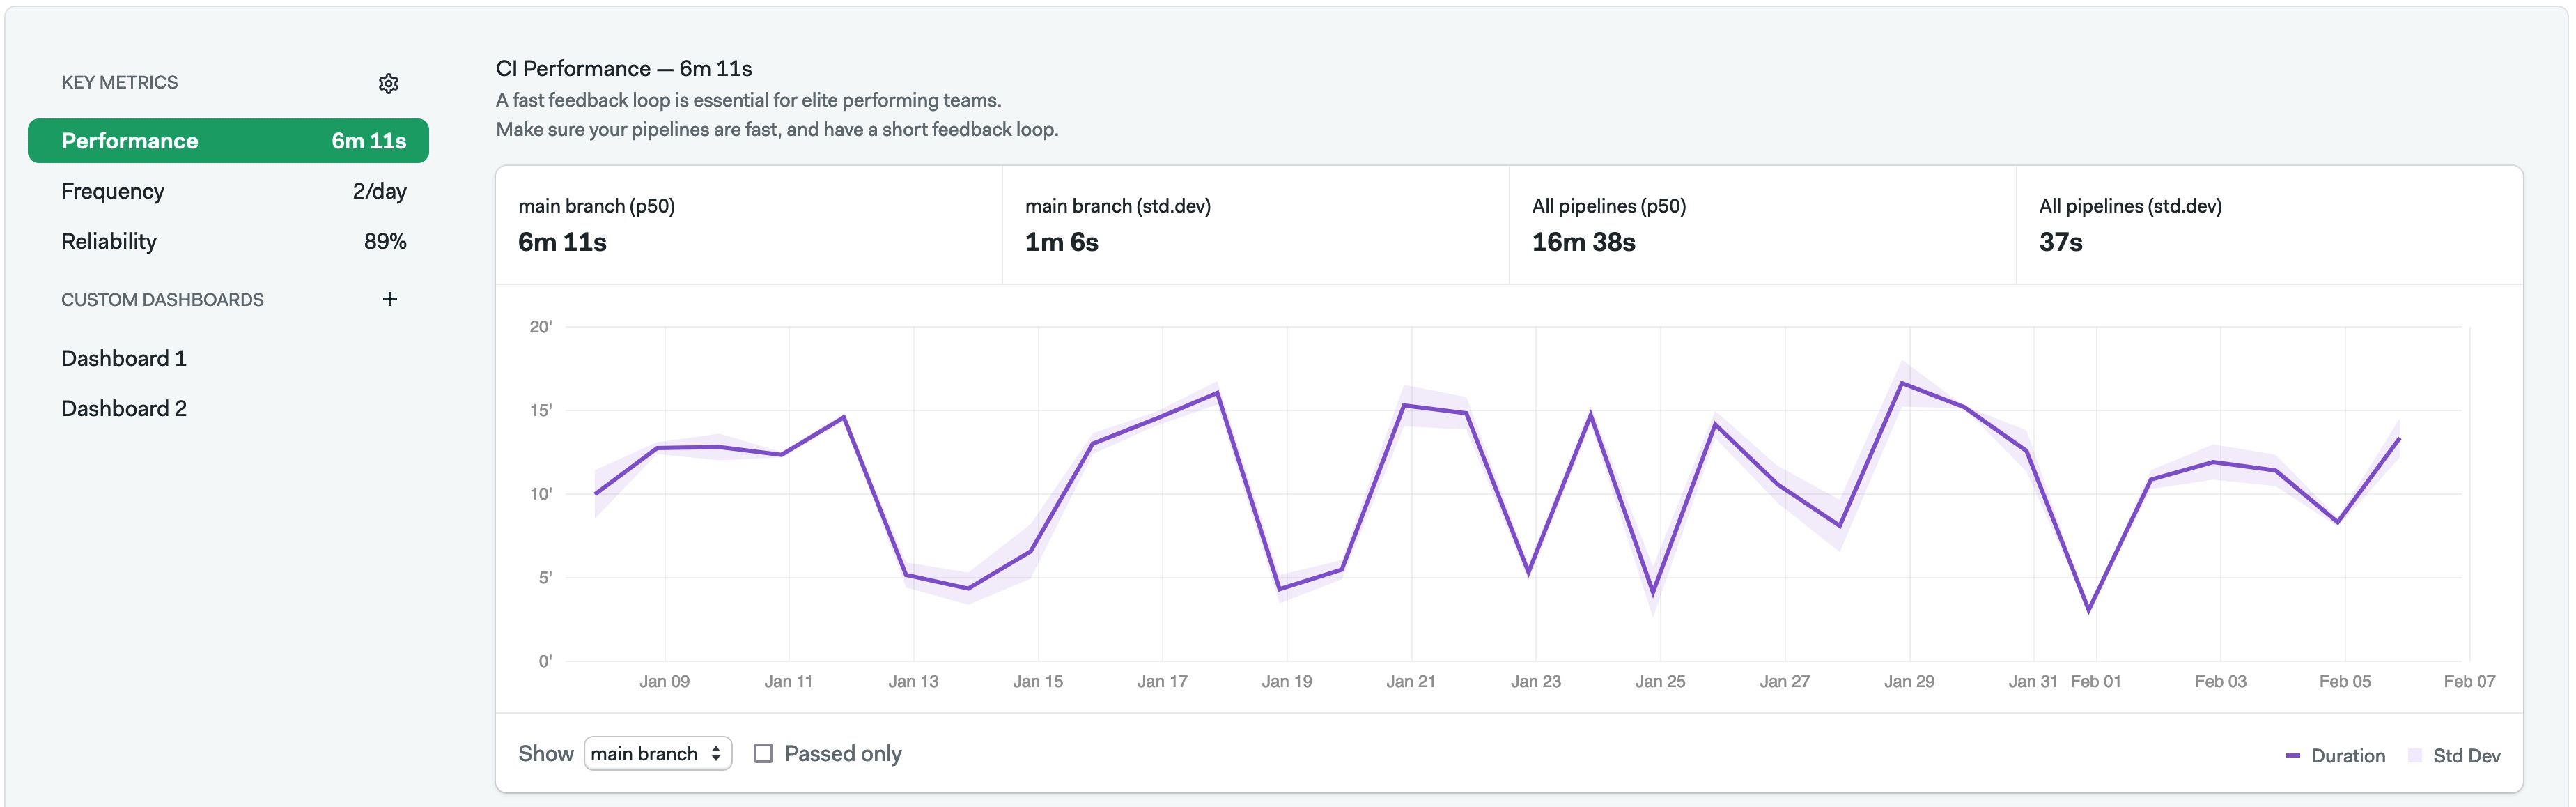 KEY METRICS
Performance 6m 11s
Frequency 2/day
Reliability 89%
CUSTOM DASHBOARDS +
Dashboard 1
Dashboard 2
CI Performance — 6m 11s
A fast feedback loop is essential for elite performing teams.
Make sure your pipelines are fast, and have a short feedback loop.
main branch (p50)
6m 11s
main branch (std.dev)
1m 6s
All pipelines (p50)
16m 38s
All pipelines (std.dev)
37s
20'
15'
10'
5'
0'
Jan 09 Jan 11 Jan 13 Jan 15 Jan 17 Jan 19 Jan 21 Jan 23 Jan 25 Jan 27 Jan 29 Jan 31 Feb 01 Feb 03 Feb 05 Feb 07
Show main branch Passed only
Duration Std Dev